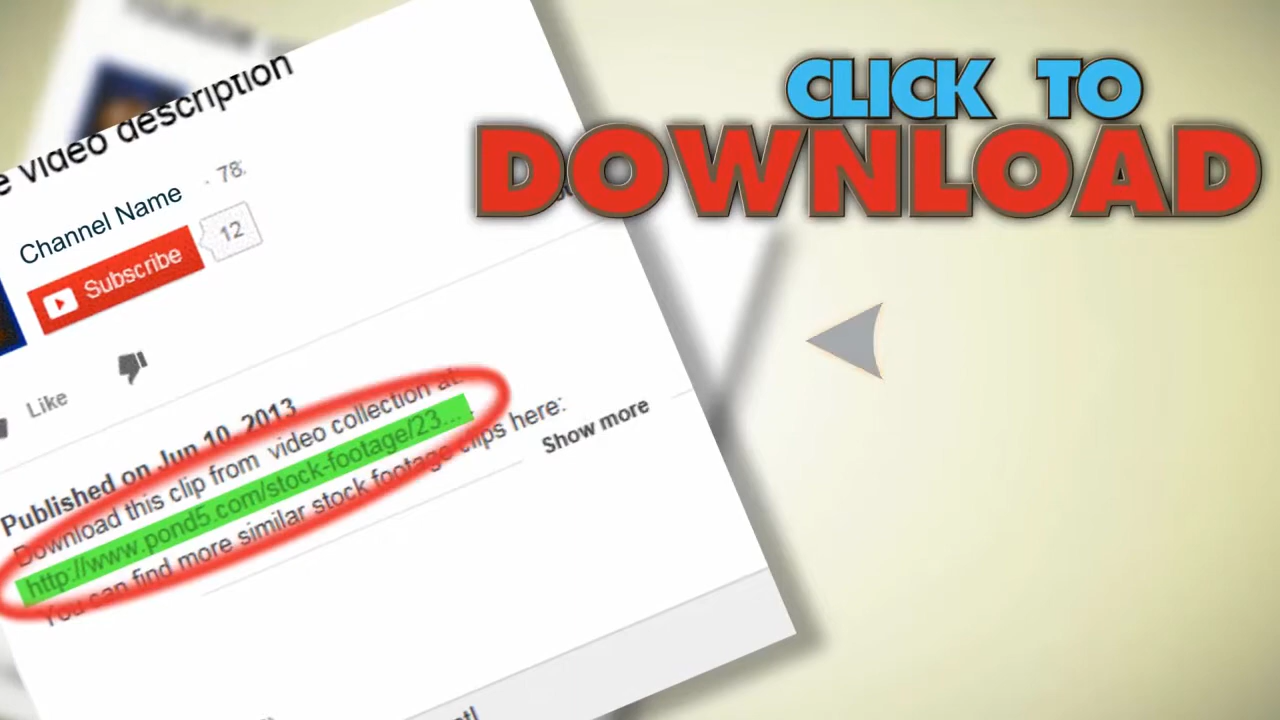 CLICK TO
DOWNLOAD
e video description
Channel Name
Subscribe
12
Like
Published on Jun 10, 2013
Download this clip from video collection at:
http://www.pond5.com/stock-footage/23...
You can find more similar stock footage clips here:
Show more